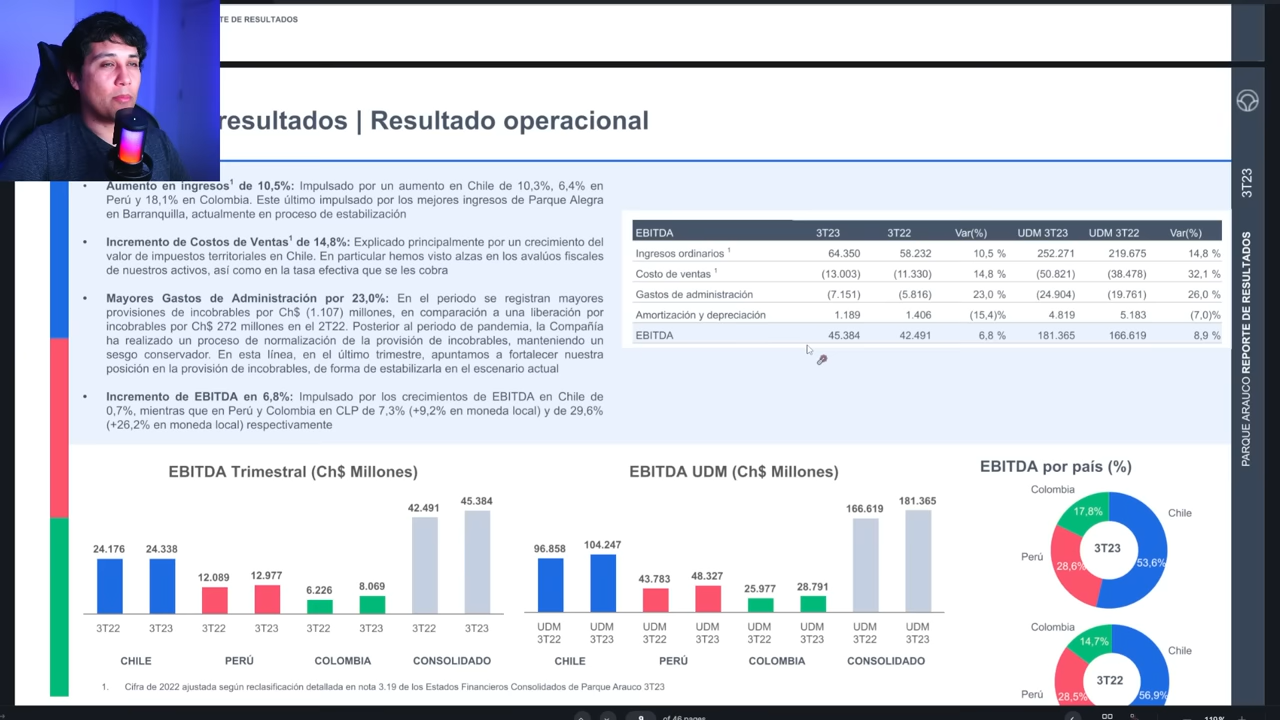 TE DE RESULTADOS
resultados | Resultado operacional
• Aumento en ingresos1 de 10,5%: Impulsado por un aumento en Chile de 10,3%, 6,4% en
Perú y 18,1% en Colombia. Este último impulsado por los mejores ingresos de Parque Alegra
en Barranquilla, actualmente en proceso de estabilización
• Incremento de Costos de Ventas1 de 14,8%: Explicado principalmente por un crecimiento del
valor de impuestos territoriales en Chile. En particular hemos visto alzas en los avalúos fiscales
de nuestros activos, así como en la tasa efectiva que se les cobra
• Mayores Gastos de Administración por 23,0%: En el periodo se registran mayores
provisiones de incobrables por Ch$ (1.107) millones, en comparación a una liberación por
incobrables por Ch$ 272 millones en el 2T22. Posterior al periodo de pandemia, la Compañía
ha realizado un proceso de normalización de la provisión de incobrables, manteniendo un
sesgo conservador. En esta línea, en el último trimestre, apuntamos a fortalecer nuestra
posición en la provisión de incobrables, de forma de estabilizarla en el escenario actual
• Incremento de EBITDA en 6,8%: Impulsado por los crecimientos de EBITDA en Chile de
0,7%, mientras que en Perú y Colombia en CLP de 7,3% (+9,2% en moneda local) y de 29,6%
(+26,2% en moneda local) respectivamente
EBITDA 3T23 3T22 Var(%) UDM 3T23 UDM 3T22 Var(%)
Ingresos ordinarios 1 64.350 58.232 10,5 % 252.271 219.675 14,8 %
Costo de ventas 1 (13.003) (11.330) 14,8 % (50.821) (38.478) 32,1 %
Gastos de administración (7.151) (5.816) 23,0 % (24.904) (19.761) 26,0 %
Amortización y depreciación 1.189 1.406 (15,4)% 4.819 5.183 (7,0)%
EBITDA 45.384 42.491 6,8 % 181.365 166.619 8,9 %
EBITDA Trimestral (Ch$ Millones)
24.176 24.338 12.089 12.977 6.226 8.069 42.491 45.384
3T22 3T23 3T22 3T23 3T22 3T23 3T22 3T23
CHILE PERÚ COLOMBIA CONSOLIDADO
EBITDA UDM (Ch$ Millones)
96.858 104.247 43.783 48.327 25.977 28.791 166.619 181.365
UDM UDM UDM UDM UDM UDM UDM UDM
3T22 3T23 3T22 3T23 3T22 3T23 3T22 3T23
CHILE PERÚ COLOMBIA CONSOLIDADO
EBITDA por país (%)
Colombia
17,8%
Chile
3T23
Perú
28,6%
53,6%
Colombia
14,7%
Chile
3T22
Perú
28,5%
56,9%
1. Cifra de 2022 ajustada según reclasificación detallada en nota 3.19 de los Estados Financieros Consolidados de Parque Arauco 3T23
PARQUE ARAUCO REPORTE DE RESULTADOS 3T23
9 of 46 pages
110%